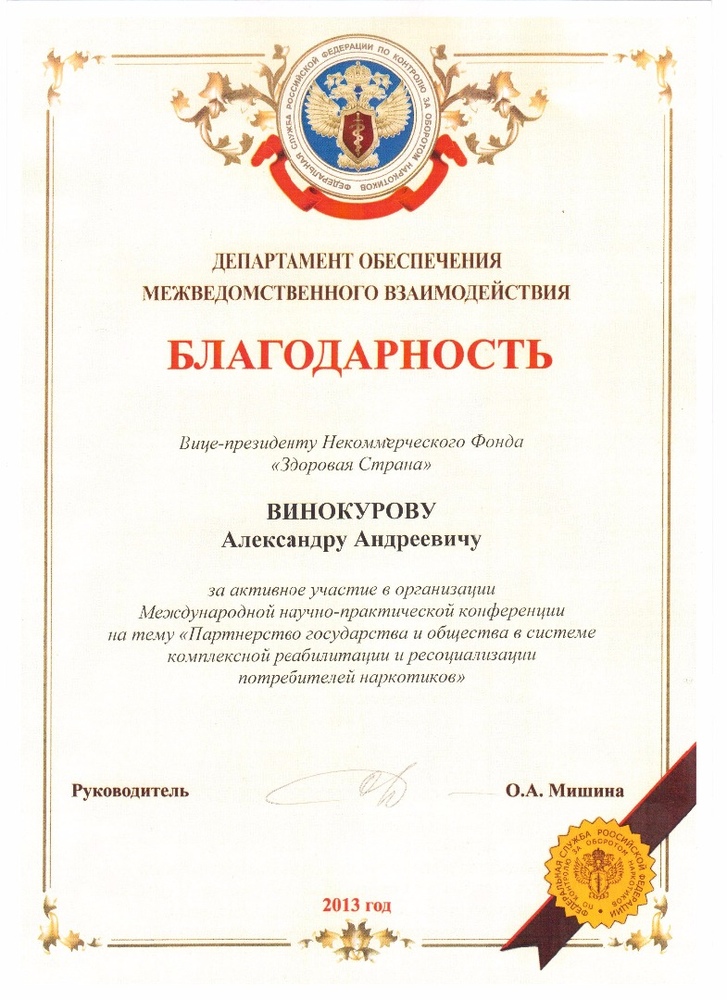 ФЕДЕРАЛЬНАЯ СЛУЖБА РОССИЙСКОЙ ФЕДЕРАЦИИ ПО КОНТРОЛЮ ЗА ОБОРОТОМ НАРКОТИКОВ
ДЕПАРТАМЕНТ ОБЕСПЕЧЕНИЯ
МЕЖВЕДОМСТВЕННОГО ВЗАИМОДЕЙСТВИЯ
БЛАГОДАРНОСТЬ
Вице-президенту Некоммерческого Фонда
«Здоровая Страна»
ВИНОКУРОВУ
Александру Андреевичу
за активное участие в организации
Международной научно-практической конференции
на тему «Партнерство государства и общества в системе
комплексной реабилитации и ресоциализации
потребителей наркотиков»
Руководитель
О.А. Мишина
ФЕДЕРАЛЬНАЯ СЛУЖБА РОССИЙСКОЙ ФЕДЕРАЦИИ
ПО КОНТРОЛЮ ЗА ОБОРОТОМ НАРКОТИКОВ
2013 год